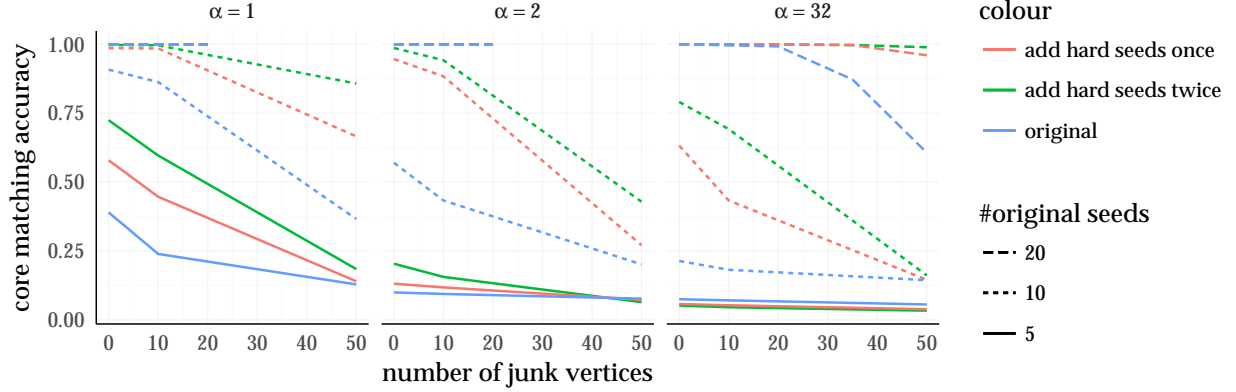 α = 1
α = 2
α = 32
core matching accuracy
1.00
0.75
0.50
0.25
0.00
0 10 20 30 40 50
0 10 20 30 40 50
0 10 20 30 40 50
number of junk vertices
colour
add hard seeds once
add hard seeds twice
original
#original seeds
20
10
5